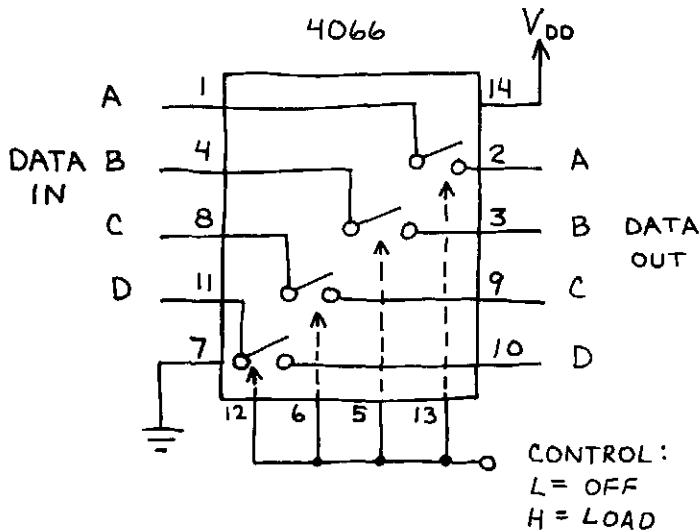 4066
V_DD
A 1 14
DATA IN
B 4 2 A
C 8 3 B DATA OUT
D 11 9 C
7 10 D
12 6 5 13
CONTROL:
L = OFF
H = LOAD